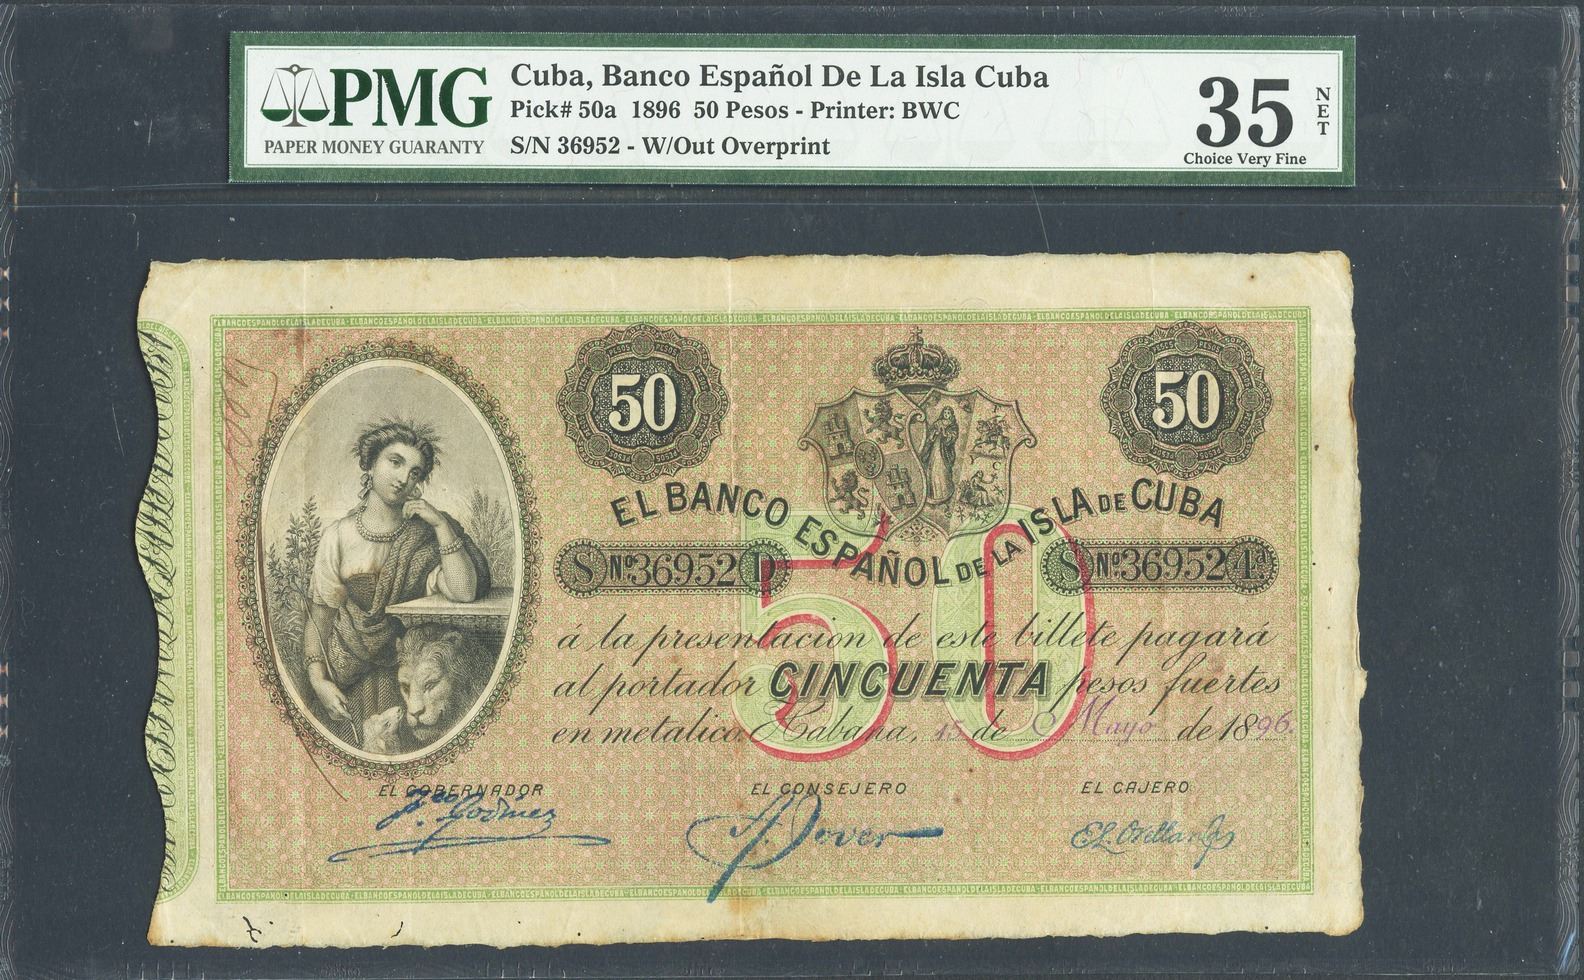 PMG
PAPER MONEY GUARANTY
Cuba, Banco Español De La Isla Cuba
Pick# 50a 1896 50 Pesos - Printer: BWC
S/N 36952 - W/Out Overprint
35
NET
Choice Very Fine
50
50
EL BANCO ESPAÑOL DE LA ISLA DE CUBA
S Nº 36952 D
S Nº 36952 4ª
50
á la presentacion de este billete pagará
al portador CINCUENTA pesos fuertes
en metalico. Habana, 15 de Mayo de 1896.
EL GOBERNADOR
EL CONSEJERO
EL CAJERO